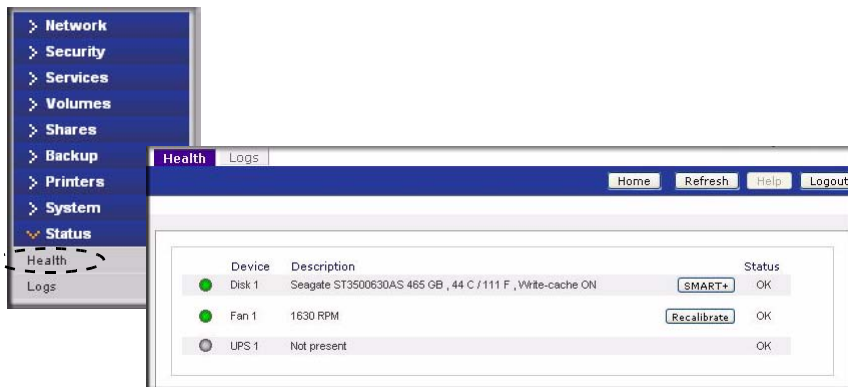 > Network
> Security
> Services
> Volumes
> Shares
> Backup
> Printers
> System
Status
Health
Logs
Health Logs
Home Refresh Help Logout
Device Description Status
Disk 1 Seagate ST3500630AS 465 GB , 44 C / 111 F , Write-cache ON SMART+ OK
Fan 1 1630 RPM Recalibrate OK
UPS 1 Not present OK